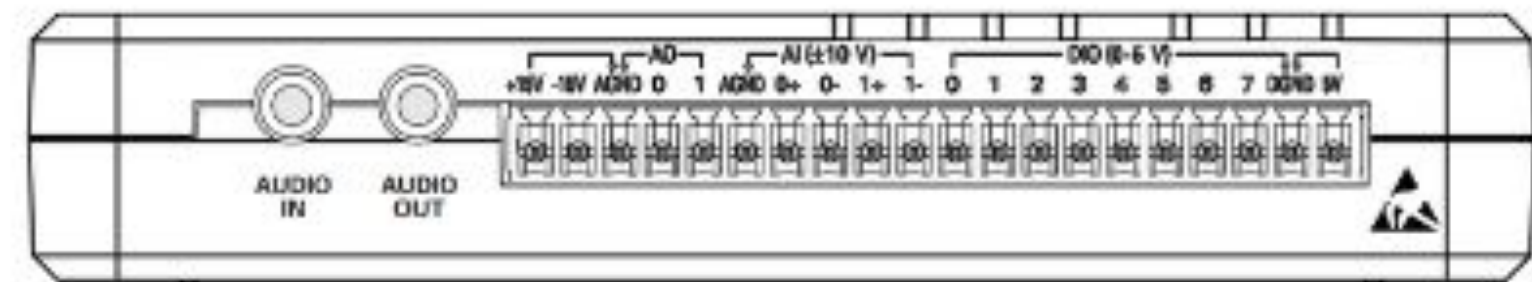 AO AI (±10 V) DIO (0-5 V)
+15V -15V AGND 0 1 AGND 0+ 0- 1+ 1- 0 1 2 3 4 5 6 7 DGND 5V
AUDIO IN
AUDIO OUT